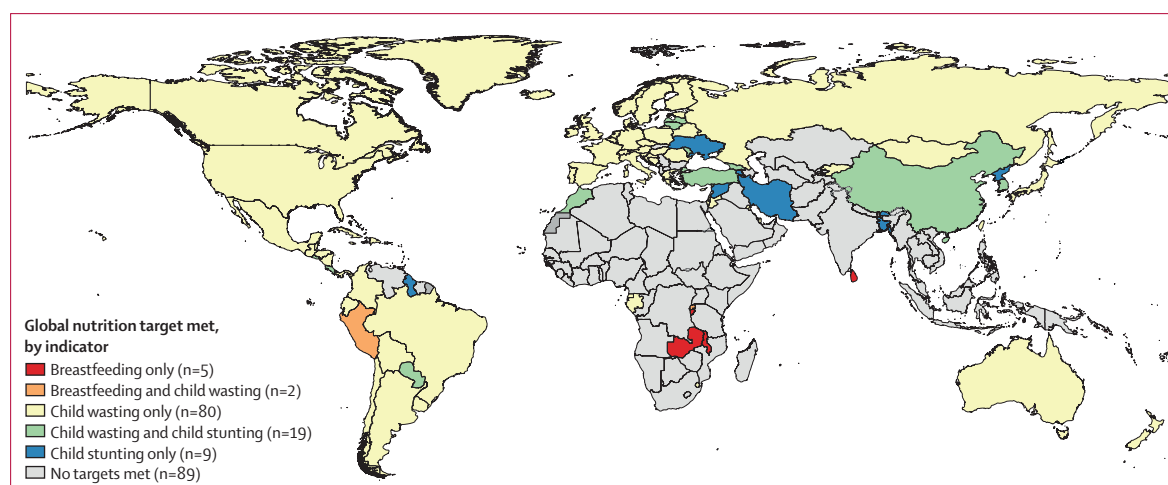 Global nutrition target met,
by indicator
Breastfeeding only (n=5)
Breastfeeding and child wasting (n=2)
Child wasting only (n=80)
Child wasting and child stunting (n=19)
Child stunting only (n=9)
No targets met (n=89)